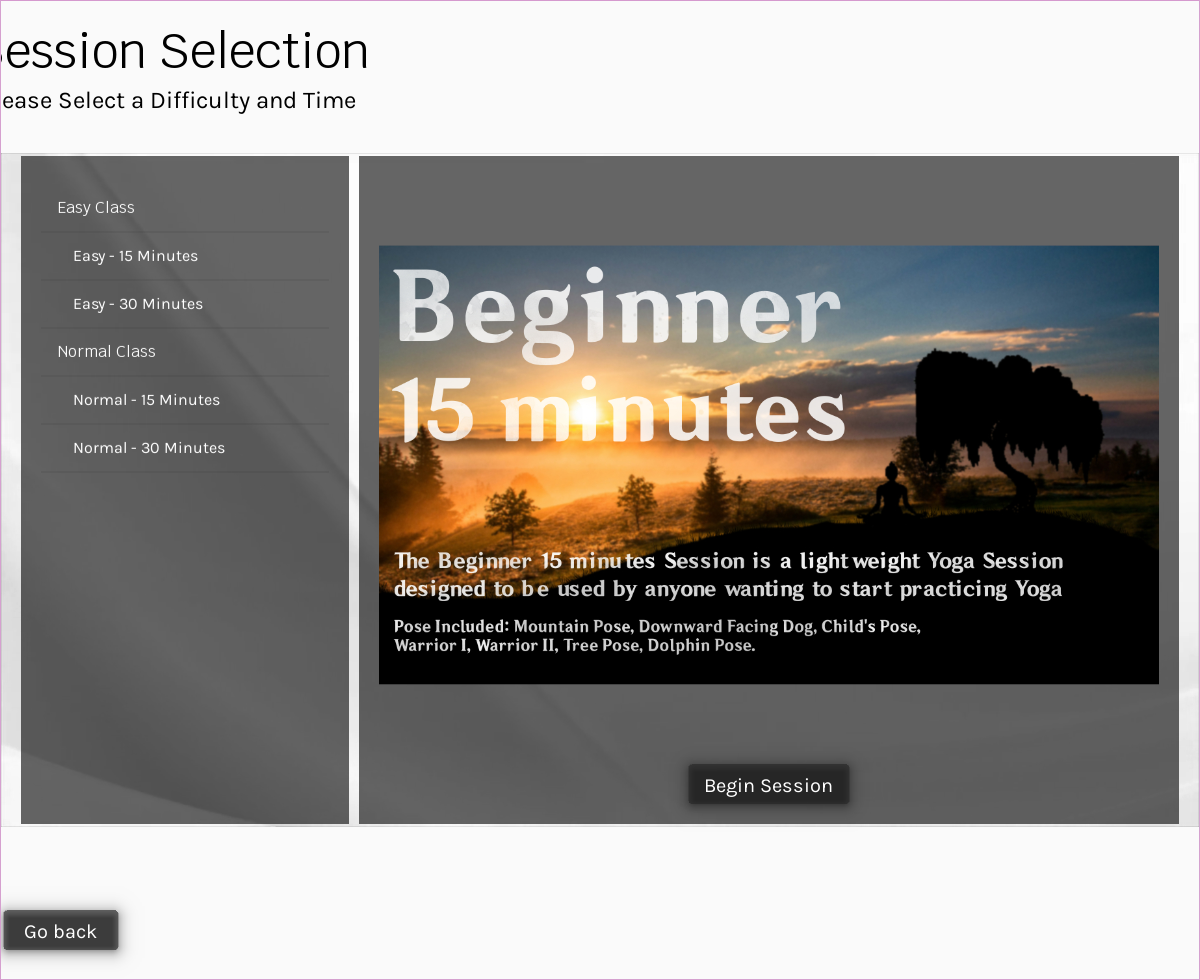 Session Selection
ease Select a Difficulty and Time
Easy Class
Easy - 15 Minutes
Easy - 30 Minutes
Normal Class
Normal - 15 Minutes
Normal - 30 Minutes
Beginner
15 minutes
The Beginner 15 minutes Session is a light weight Yoga Session
designed to be used by anyone wanting to start practicing Yoga
Pose Included: Mountain Pose, Downward Facing Dog, Child's Pose,
Warrior I, Warrior II, Tree Pose, Dolphin Pose.
Begin Session
Go back